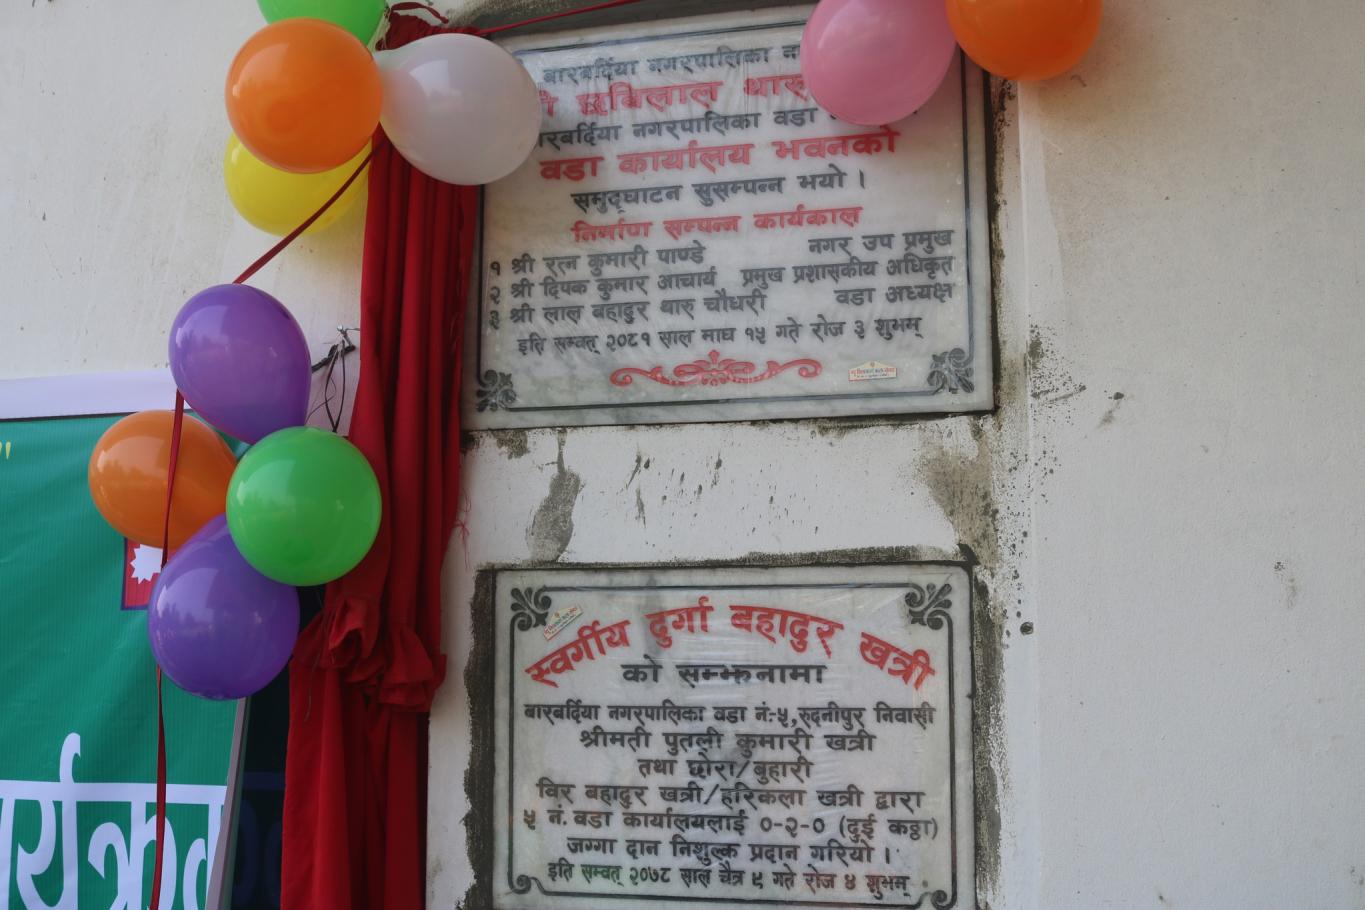 बारबर्दिया नगरपालिका
छविलाल थारु
बारबर्दिया नगरपालिका वडा
वडा कार्यालय भवनको
समुद्घाटन सुसम्पन्न भयो ।
निर्माण सम्पन्न कार्यकाल
१ श्री रत्न कुमारी पाण्डे नगर उप प्रमुख
२ श्री दिपक कुमार आचार्य प्रमुख प्रशासकीय अधिकृत
३ श्री लाल बहादुर थारु चौधरी वडा अध्यक्ष
इति सम्वत् २०८१ साल माघ १५ गते रोज ३ शुभम्
स्वर्गीय दुर्गा बहादुर खत्री
को सम्झनामा
बारबर्दिया नगरपालिका वडा नं:-५,रुदनीपुर निवासी
श्रीमती पुतली कुमारी खत्री
तथा छोरा/बुहारी
विर बहादुर खत्री/हरिकला खत्री द्वारा
५ नं. वडा कार्यालयलाई ०-२-० (दुई कठ्ठा)
जग्गा दान निशुल्क प्रदान गरियो ।
इति सम्वत् २०७८ साल चैत्र ९ गते रोज ४ शुभम्